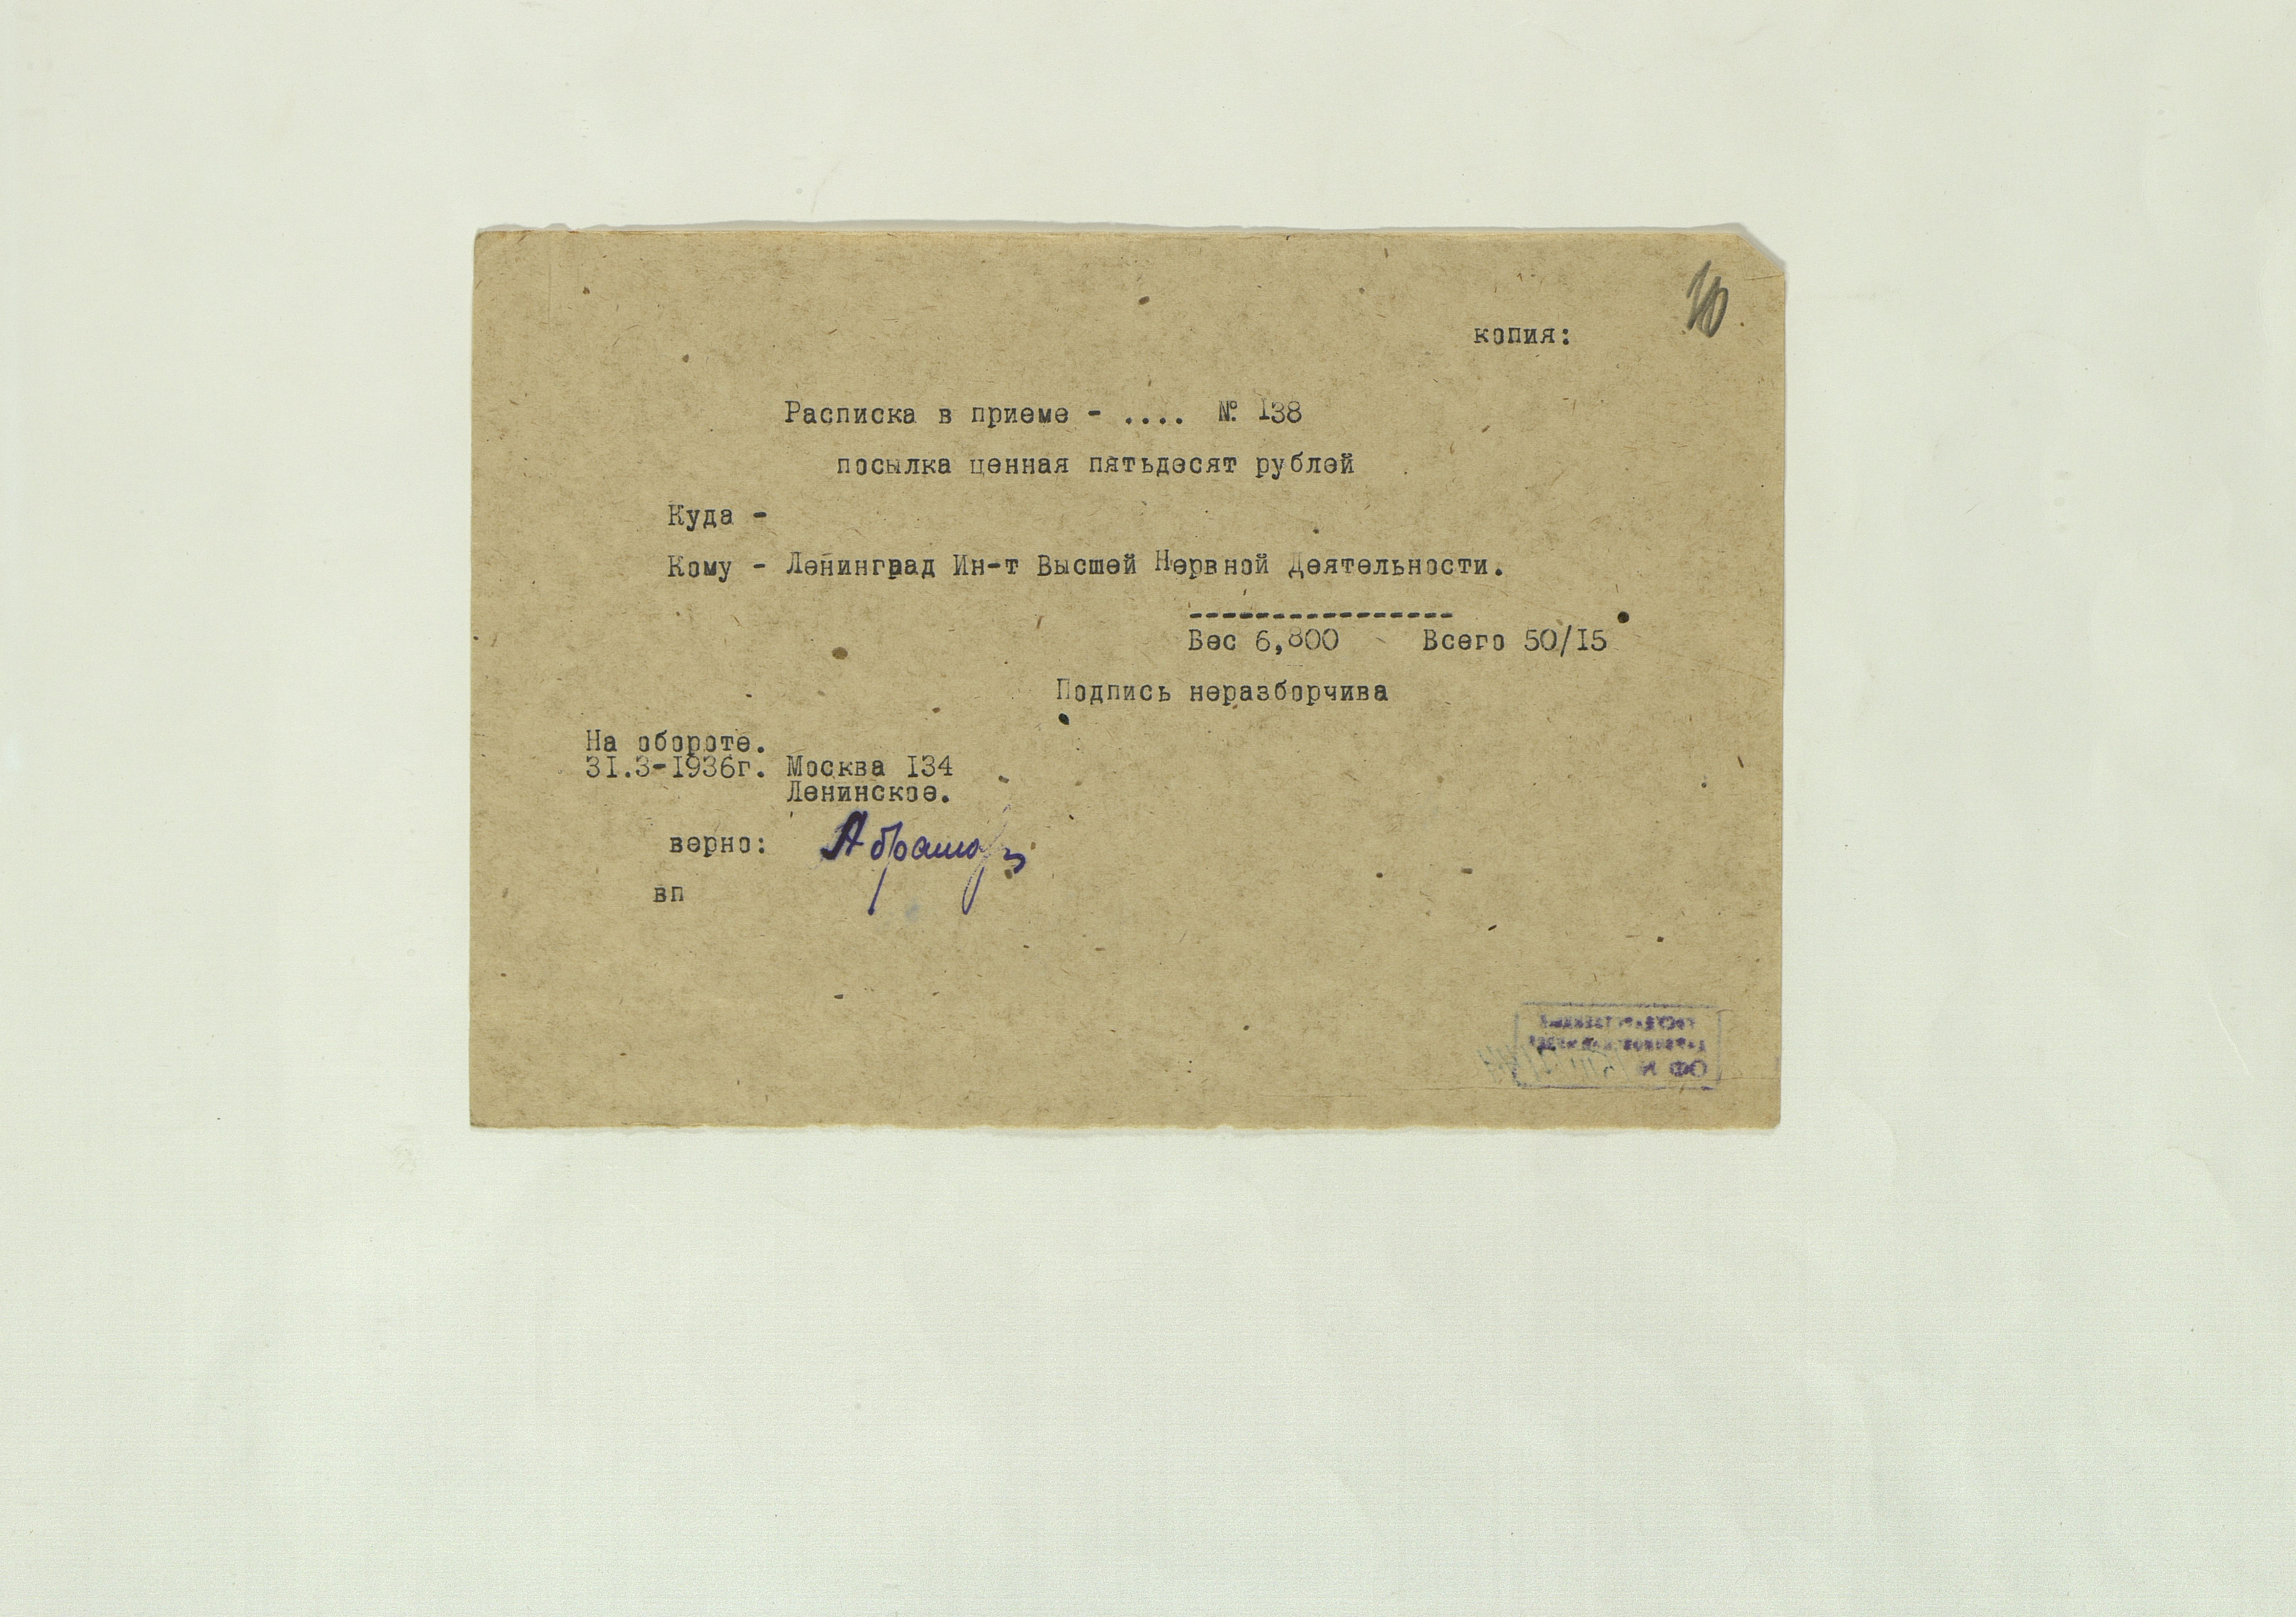 10
копия:
Расписка в приеме - .... №. 138
посылка ценная пятьдесят рублей
Куда -
Кому - Ленинград Ин-т Высшей Нервной Деятельности.
----------------
Вес 6,800 Всего 50/15
Подпись неразборчива
На обороте.
31.3-1936г. Москва 134
Ленинское.
верно:
вп